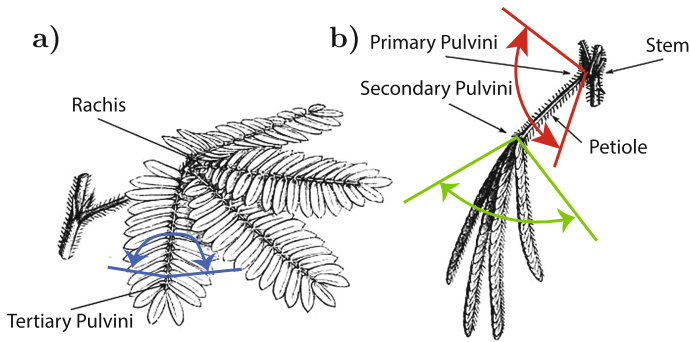 a)
Rachis
Tertiary Pulvini
b)
Primary Pulvini
Stem
Secondary Pulvini
Petiole